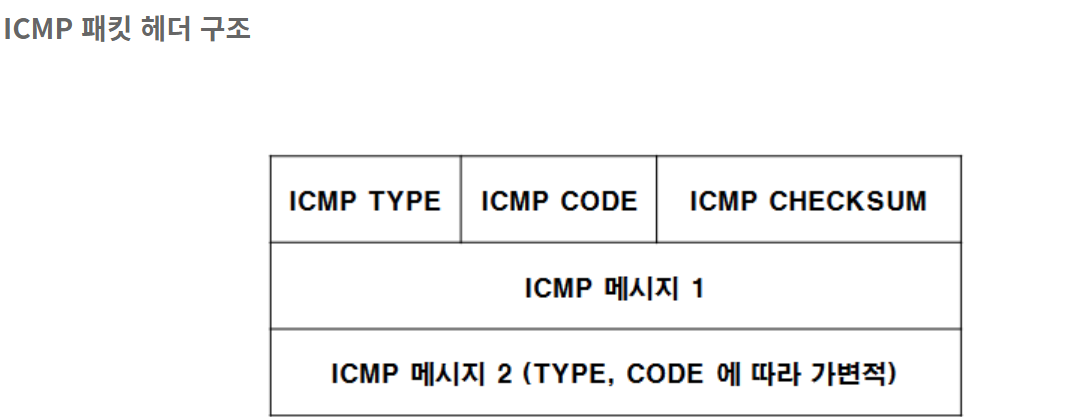 ICMP 패킷 헤더 구조
ICMP TYPE
ICMP CODE
ICMP CHECKSUM
ICMP 메시지 1
ICMP 메시지 2 (TYPE, CODE 에 따라 가변적)